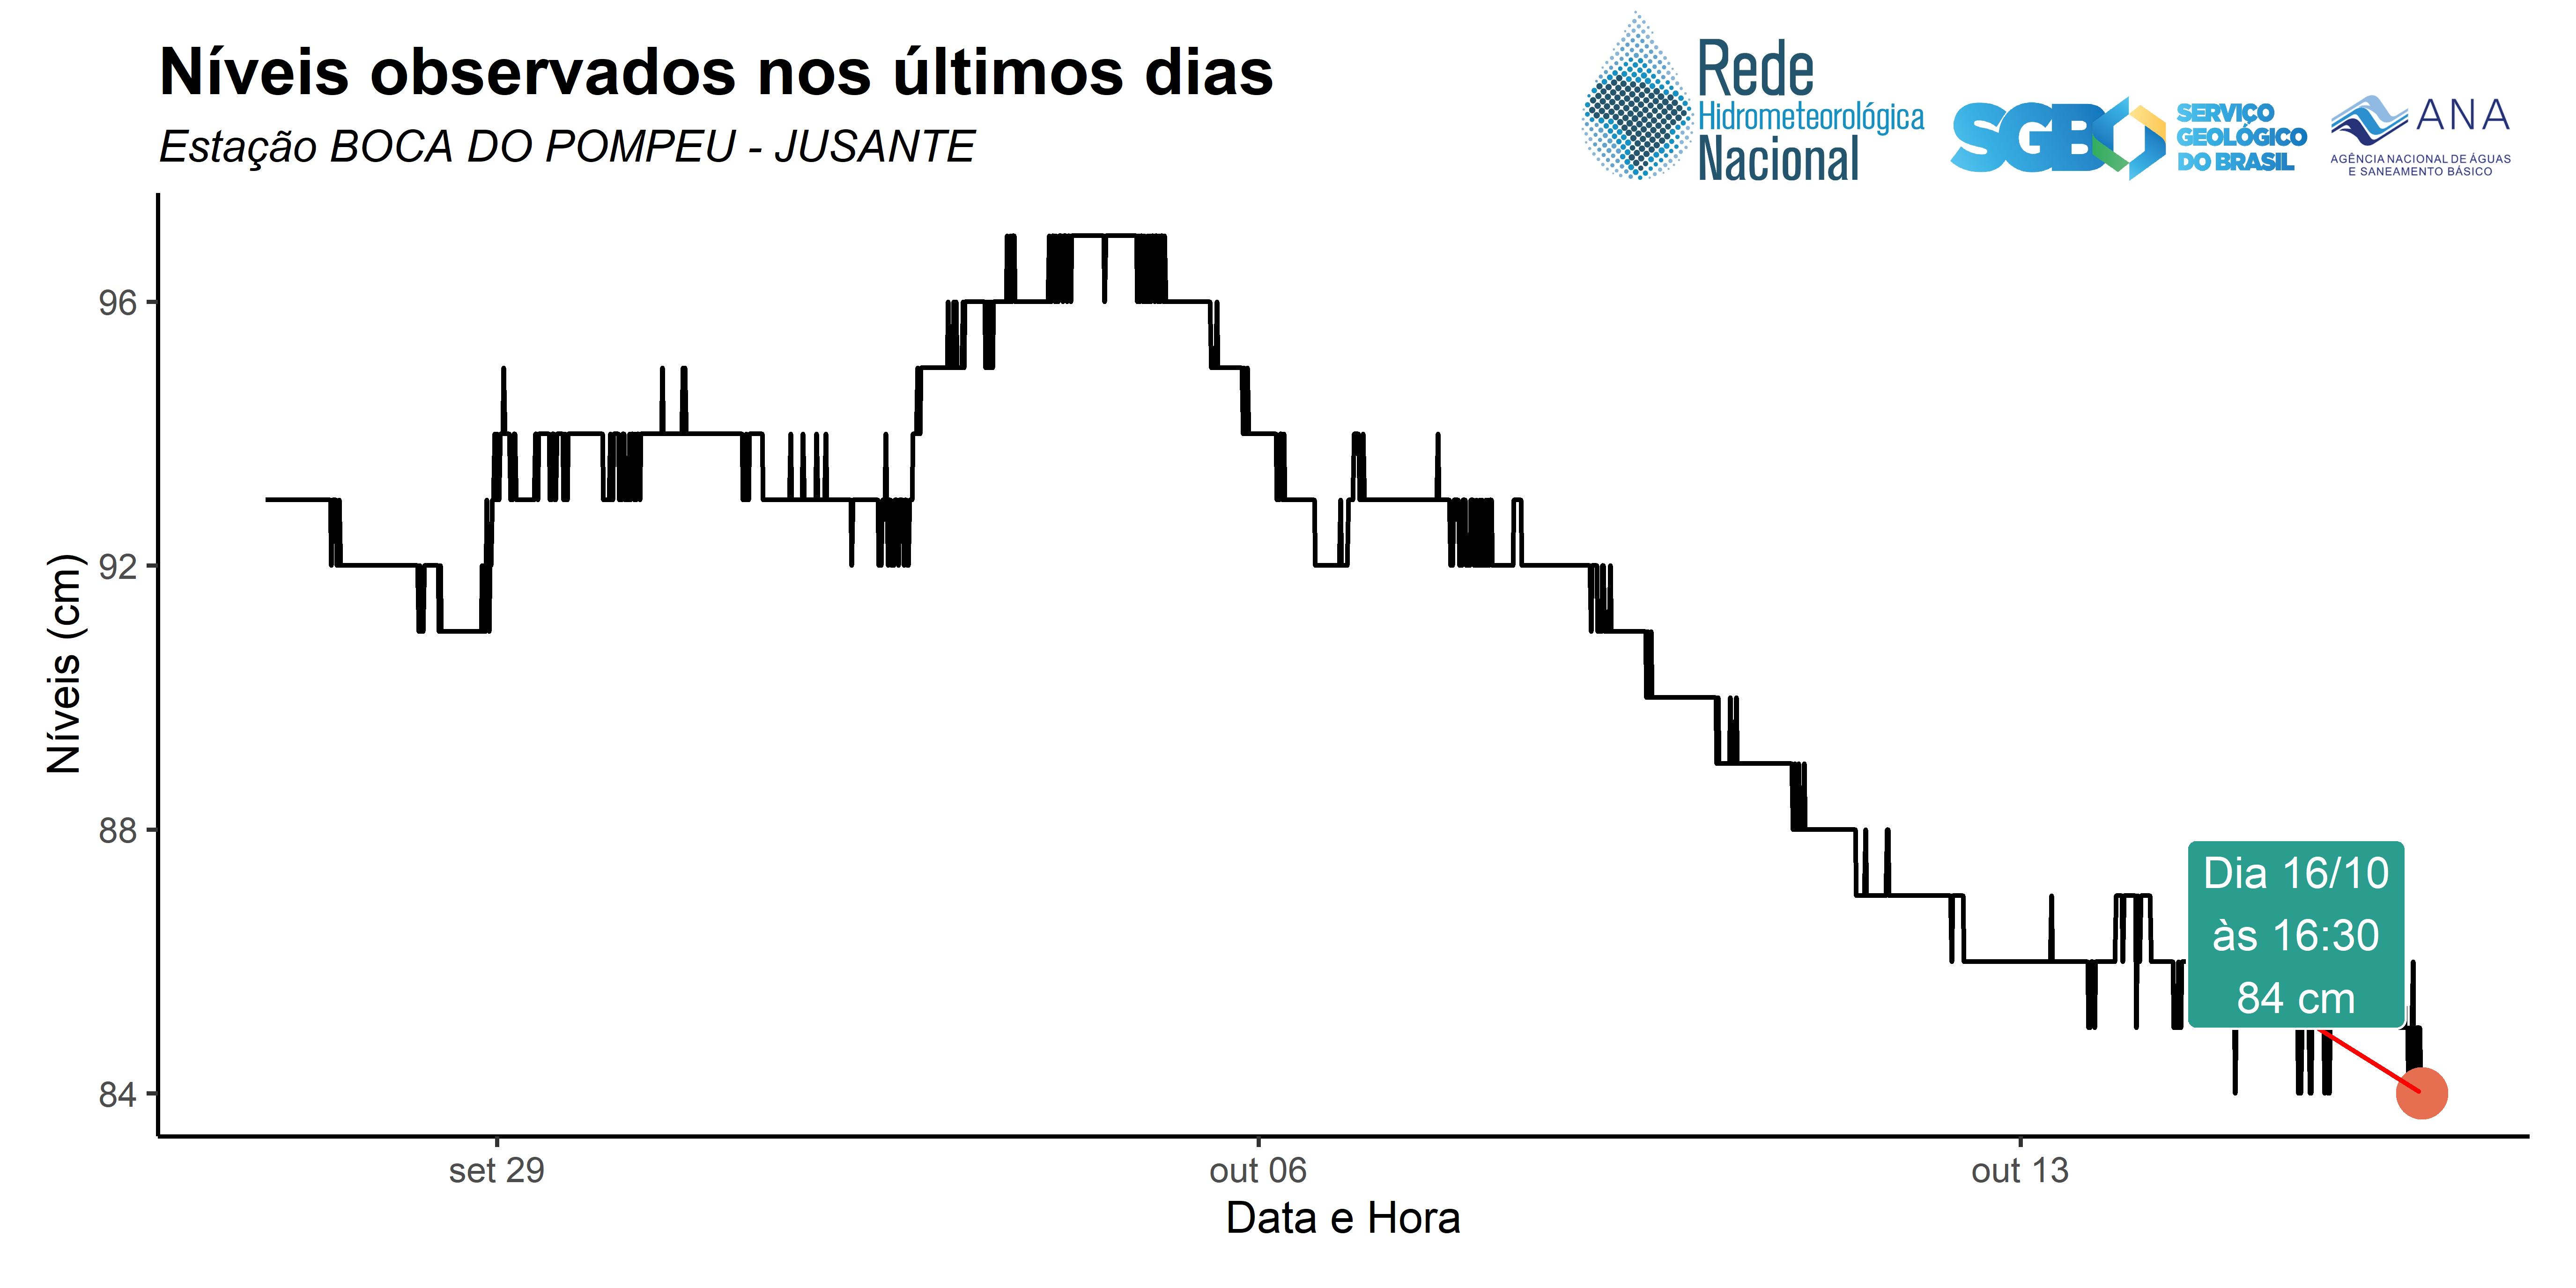 Níveis observados nos últimos dias
Estação BOCA DO POMPEU - JUSANTE
Rede
Hidrometeorológica
Nacional
SGB
SERVIÇO
GEOLÓGICO
DO BRASIL
ANA
AGÊNCIA NACIONAL DE ÁGUAS
E SANEAMENTO BÁSICO
Níveis (cm)
96
92
88
84
Dia 16/10
às 16:30
84 cm
set 29
out 06
out 13
Data e Hora